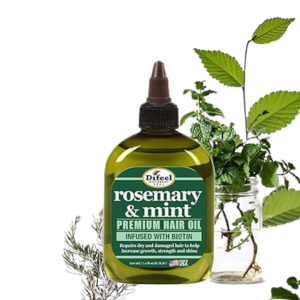 Difeel
rosemary
& mint
PREMIUM HAIR OIL
INFUSED WITH BIOTIN
Repairs dry and damaged hair to help
increase growth, strength and shine
USA